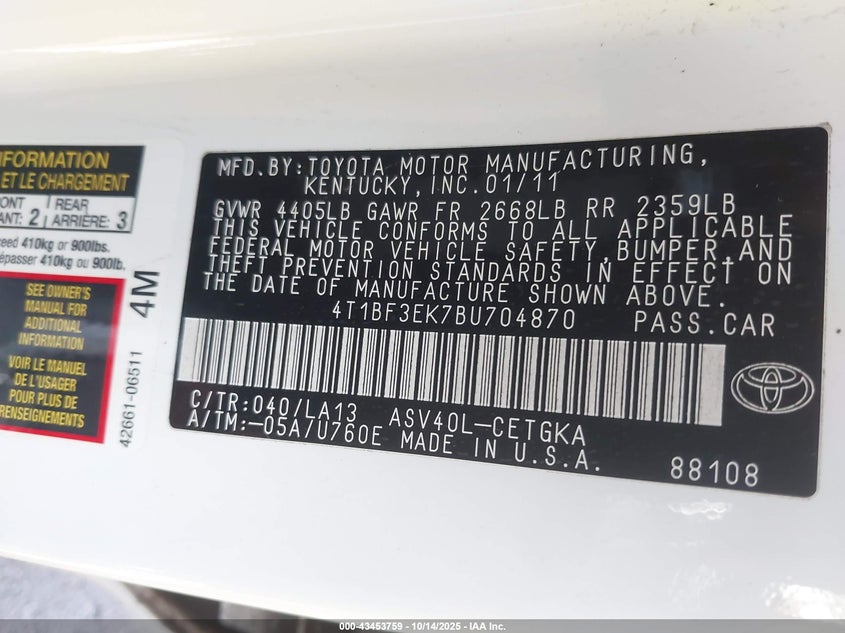 NFORMATION
ET LE CHARGEMENT
ONT
ANT: 2
REAR
ARRIÈRE: 3
ceed 410kg or 900lbs.
épasser 410kg ou 900lb.
SEE OWNER'S
MANUAL FOR
ADDITIONAL
INFORMATION
VOIR LE MANUEL
DE L'USAGER
POUR PLUS DE
RENSEIGNEMENTS
4M
42661-06511
MFD.BY:TOYOTA MOTOR MANUFACTURING,
KENTUCKY,INC.01/11
GVWR 4405LB GAWR FR 2668LB RR 2359LB
THIS VEHICLE CONFORMS TO ALL APPLICABLE
FEDERAL MOTOR VEHICLE SAFETY,BUMPER,AND
THEFT PREVENTION STANDARDS IN EFFECT ON
THE DATE OF MANUFACTURE SHOWN ABOVE.
4T1BF3EK7BU704870 PASS.CAR
C/TR:040/LA13 ASV40L-CETGKA
A/TM:-05A/U760E MADE IN U.S.A.
88108
000-43453759 - 10/14/2025 - IAA Inc.